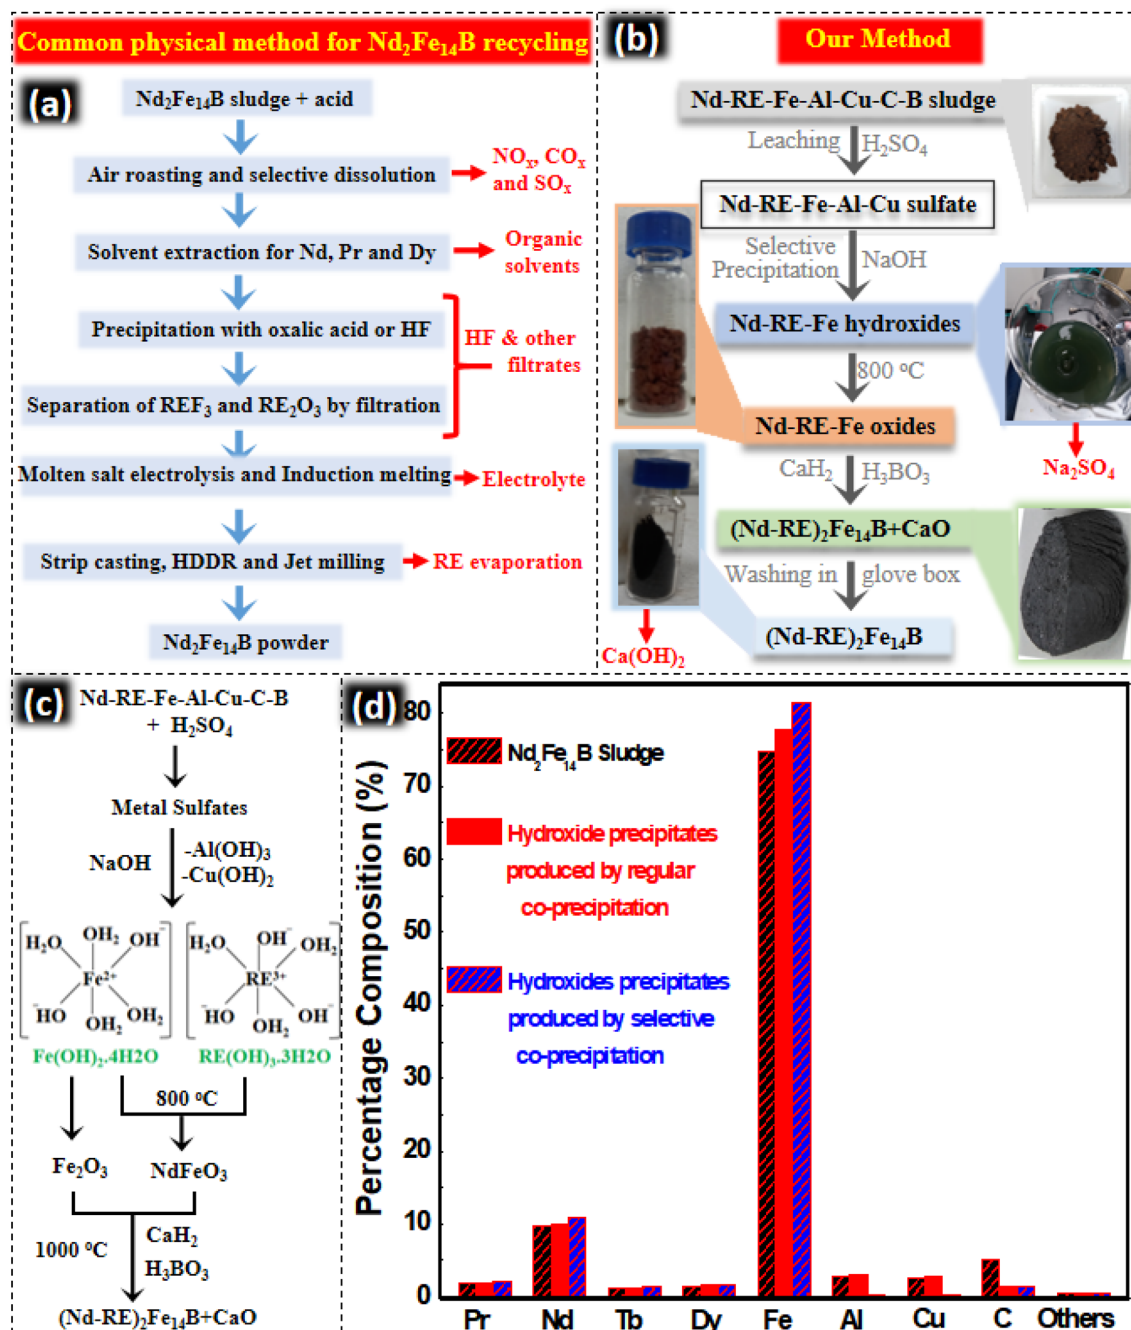 Common physical method for Nd₂Fe₁₄B recycling
(a)
Nd₂Fe₁₄B sludge + acid
Air roasting and selective dissolution
NOₓ, COₓ
and SOₓ
Solvent extraction for Nd, Pr and Dy
Organic
solvents
Precipitation with oxalic acid or HF
HF & other
filtrates
Separation of REF₃ and RE₂O₃ by filtration
Molten salt electrolysis and Induction melting
Electrolyte
Strip casting, HDDR and Jet milling
RE evaporation
Nd₂Fe₁₄B powder
(b)
Our Method
Nd-RE-Fe-Al-Cu-C-B sludge
Leaching H₂SO₄
Nd-RE-Fe-Al-Cu sulfate
Selective
Precipitation NaOH
Nd-RE-Fe hydroxides
800 ºC
Na₂SO₄
Nd-RE-Fe oxides
CaH₂ H₃BO₃
(Nd-RE)₂Fe₁₄B+CaO
Washing in glove box
(Nd-RE)₂Fe₁₄B
Ca(OH)₂
(c)
Nd-RE-Fe-Al-Cu-C-B
+ H₂SO₄
Metal Sulfates
NaOH
-Al(OH)₃
-Cu(OH)₂
H₂O OH₂ OH⁻
Fe²⁺
⁻HO OH₂ OH₂
Fe(OH)₂.4H2O
H₂O OH⁻ OH₂
RE³⁺
⁻HO OH₂ OH⁻
RE(OH)₃.3H2O
800 ºC
Fe₂O₃
NdFeO₃
1000 ºC
CaH₂
H₃BO₃
(Nd-RE)₂Fe₁₄B+CaO
(d)
Percentage Composition (%)
80
70
60
50
40
30
20
10
0
Nd₂Fe₁₄B Sludge
Hydroxide precipitates
produced by regular
co-precipitation
Hydroxides precipitates
produced by selective
co-precipitation
Pr Nd Tb Dy Fe Al Cu C Others